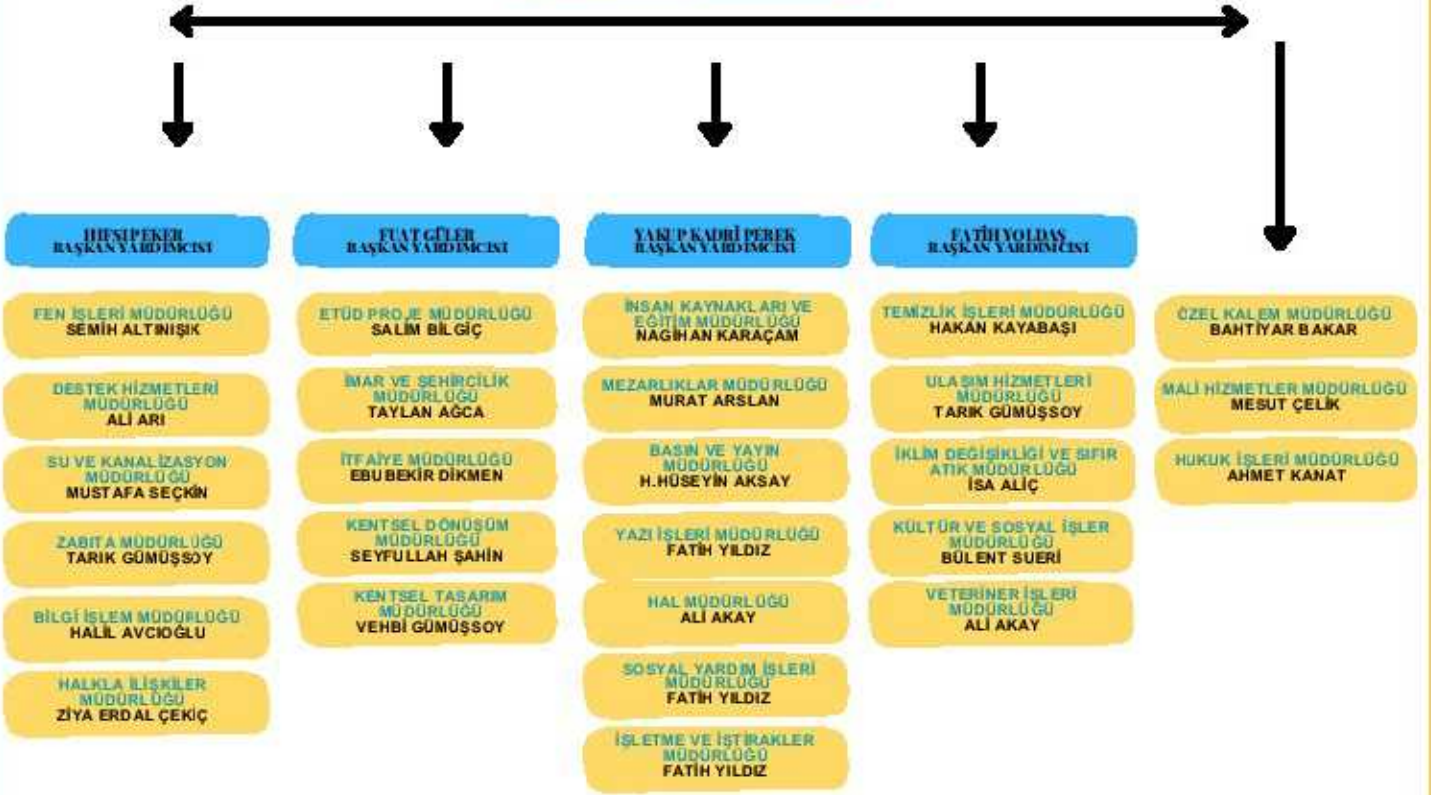 PEKER
BAŞKAN YARDIMCISI
FEN İŞLERİ MÜDÜRLÜĞÜ
SEMİH ALTINIŞIK
DESTEK HİZMETLERİ
MÜDÜRLÜĞÜ
ALİ ARI
SU VE KANALİZASYON
MÜDÜRLÜĞÜ
MUSTAFA SEÇKİN
ZABITA MÜDÜRLÜĞÜ
TARIK GÜMÜŞSOY
BİLGİ İŞLEM MÜDÜRLÜĞÜ
HALİL AVCIOĞLU
HALKLA İLİŞKİLER
MÜDÜRLÜĞÜ
ZİYA ERDAL ÇEKİÇ
FUAT GÜLER
BAŞKAN YARDIMCISI
ETÜD PROJE MÜDÜRLÜĞÜ
SALİM BİLGİÇ
İMAR VE ŞEHİRCİLİK
MÜDÜRLÜĞÜ
TAYLAN AĞCA
İTFAİYE MÜDÜRLÜĞÜ
EBUBEKİR DİKMEN
KENTSEL DÖNÜŞÜM
MÜDÜRLÜĞÜ
SEYFULLAH ŞAHİN
KENTSEL TASARIM
MÜDÜRLÜĞÜ
VEHBİ GÜMÜŞSOY
YAKUP KADRİ PEREK
BAŞKAN YARDIMCISI
İNSAN KAYNAKLARI VE
EĞİTİM MÜDÜRLÜĞÜ
NAGİHAN KARAÇAM
MEZARLIKLAR MÜDÜRLÜĞÜ
MURAT ARSLAN
BASIN VE YAYIN
MÜDÜRLÜĞÜ
H.HÜSEYİN AKSAY
YAZI İŞLERİ MÜDÜRLÜĞÜ
FATİH YILDIZ
HAL MÜDÜRLÜĞÜ
ALİ AKAY
SOSYAL YARDIM İŞLERİ
MÜDÜRLÜĞÜ
FATİH YILDIZ
İŞLETME VE İŞTİRAKLER
MÜDÜRLÜĞÜ
FATİH YILDIZ
FATİH YOLDAŞ
BAŞKAN YARDIMCISI
TEMİZLİK İŞLERİ MÜDÜRLÜĞÜ
HAKAN KAYABAŞI
ULAŞIM HİZMETLERİ
MÜDÜRLÜĞÜ
TARIK GÜMÜŞSOY
İKLİM DEĞİŞİKLİĞİ VE SIFIR
ATIK MÜDÜRLÜĞÜ
İSA ALİÇ
KÜLTÜR VE SOSYAL İŞLER
MÜDÜRLÜĞÜ
BÜLENT SUERİ
VETERİNER İŞLERİ
MÜDÜRLÜĞÜ
ALİ AKAY
ÖZEL KALEM MÜDÜRLÜĞÜ
BAHTİYAR BAKAR
MALİ HİZMETLER MÜDÜRLÜĞÜ
MESUT ÇELİK
HUKUK İŞLERİ MÜDÜRLÜĞÜ
AHMET KANAT